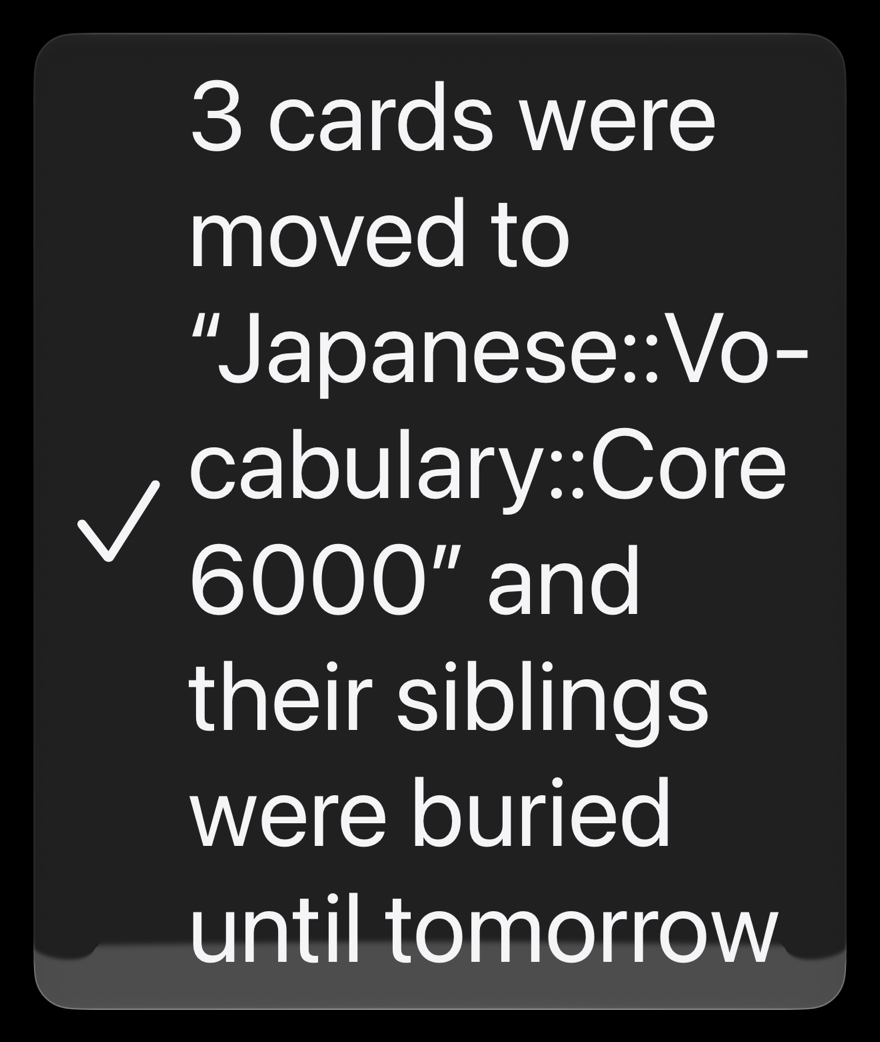 3 cards were
moved to
“Japanese::Vo-
cabulary::Core
6000” and
their siblings
were buried
until tomorrow